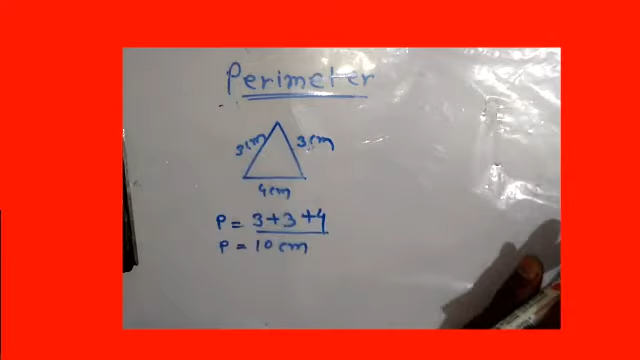 Perimeter
3cm 3cm
4cm
P = 3+3+4
P = 10 cm